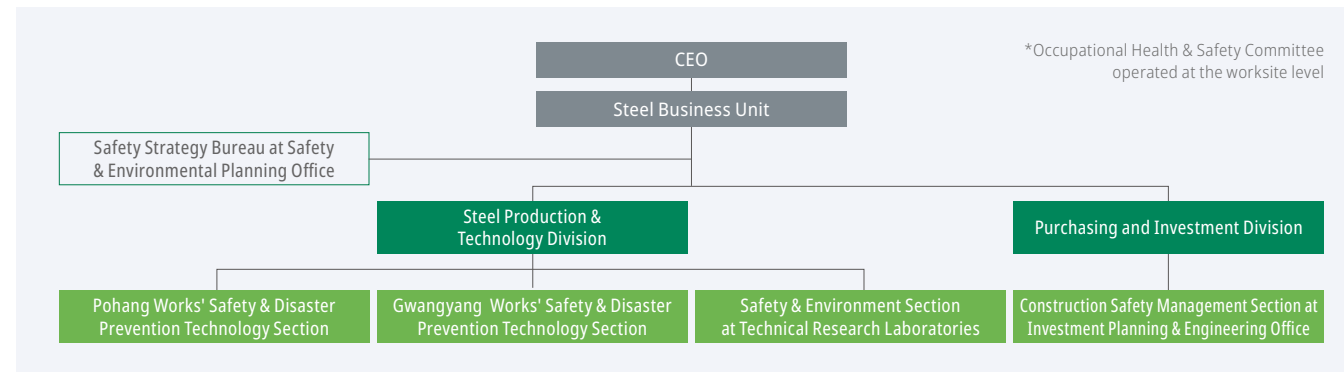 CEO
*Occupational Health & Safety Committee
operated at the worksite level
Steel Business Unit
Safety Strategy Bureau at Safety
& Environmental Planning Office
Steel Production &
Technology Division
Purchasing and Investment Division
Pohang Works' Safety & Disaster
Prevention Technology Section
Gwangyang Works' Safety & Disaster
Prevention Technology Section
Safety & Environment Section
at Technical Research Laboratories
Construction Safety Management Section at
Investment Planning & Engineering Office